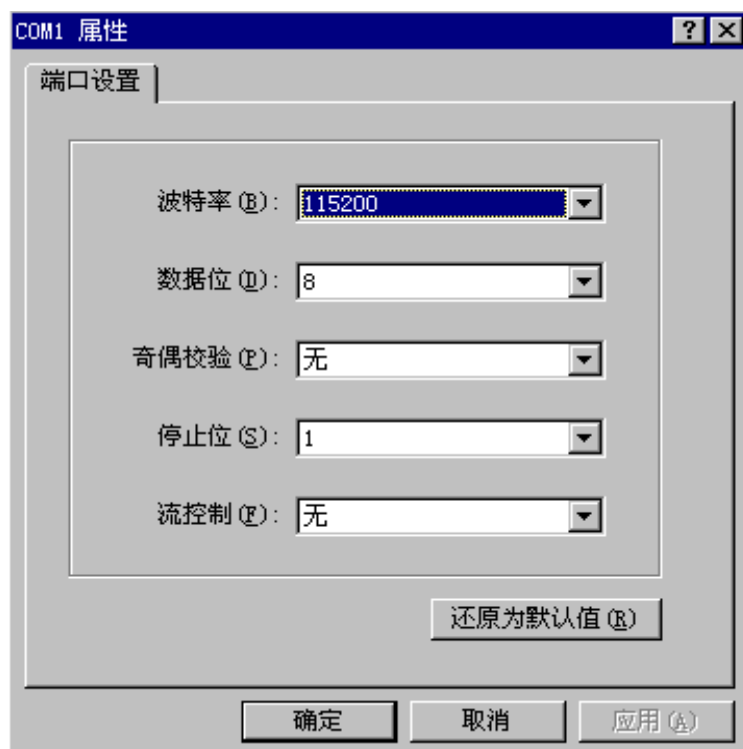 COM1 属性
端口设置
波特率(B): 115200
数据位(D): 8
奇偶校验(P): 无
停止位(S): 1
流控制(F): 无
还原为默认值(R)
确定 取消 应用(A)